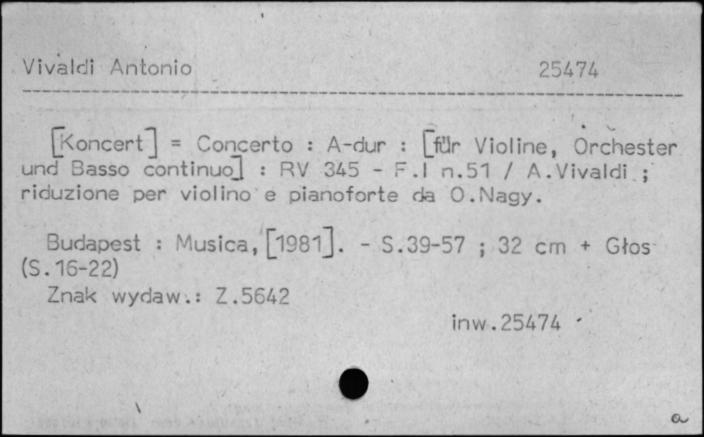 Vivaldi Antonio 25474
[Koncert] = Concerto : A-dur : [für Violine, Orchester
und Basso continuo] : RV 345 - F.I n.51 / A.Vivaldi ;
riduzione per violino e pianoforte da O.Nagy.
Budapest : Musica, [1981]. - S.39-57 ; 32 cm + Głos
(S.16-22)
Znak wydaw.: Z.5642
inw.25474
a